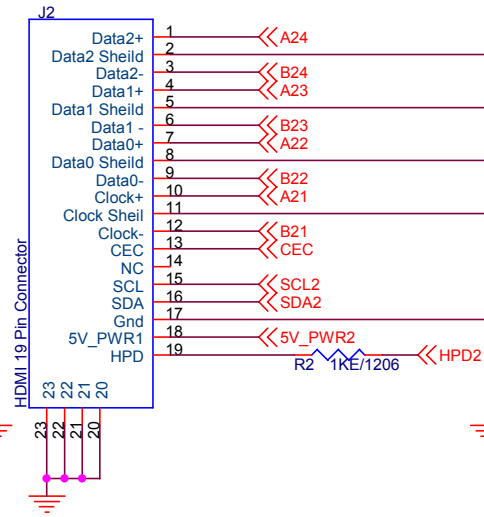 J2
Data2+ 1 A24
Data2 Sheild 2
Data2- 3 B24
Data1+ 4 A23
Data1 Sheild 5
Data1 - 6 B23
Data0+ 7 A22
Data0 Sheild 8
Data0- 9 B22
Clock+ 10 A21
Clock Sheil 11
Clock- 12 B21
CEC 13 CEC
NC 14
SCL 15 SCL2
SDA 16 SDA2
Gnd 17
5V_PWR1 18 5V_PWR2
HPD 19 HPD2
R2 1KE/1206
HDMI 19 Pin Connector
23 22 21 20
23 22 21 20